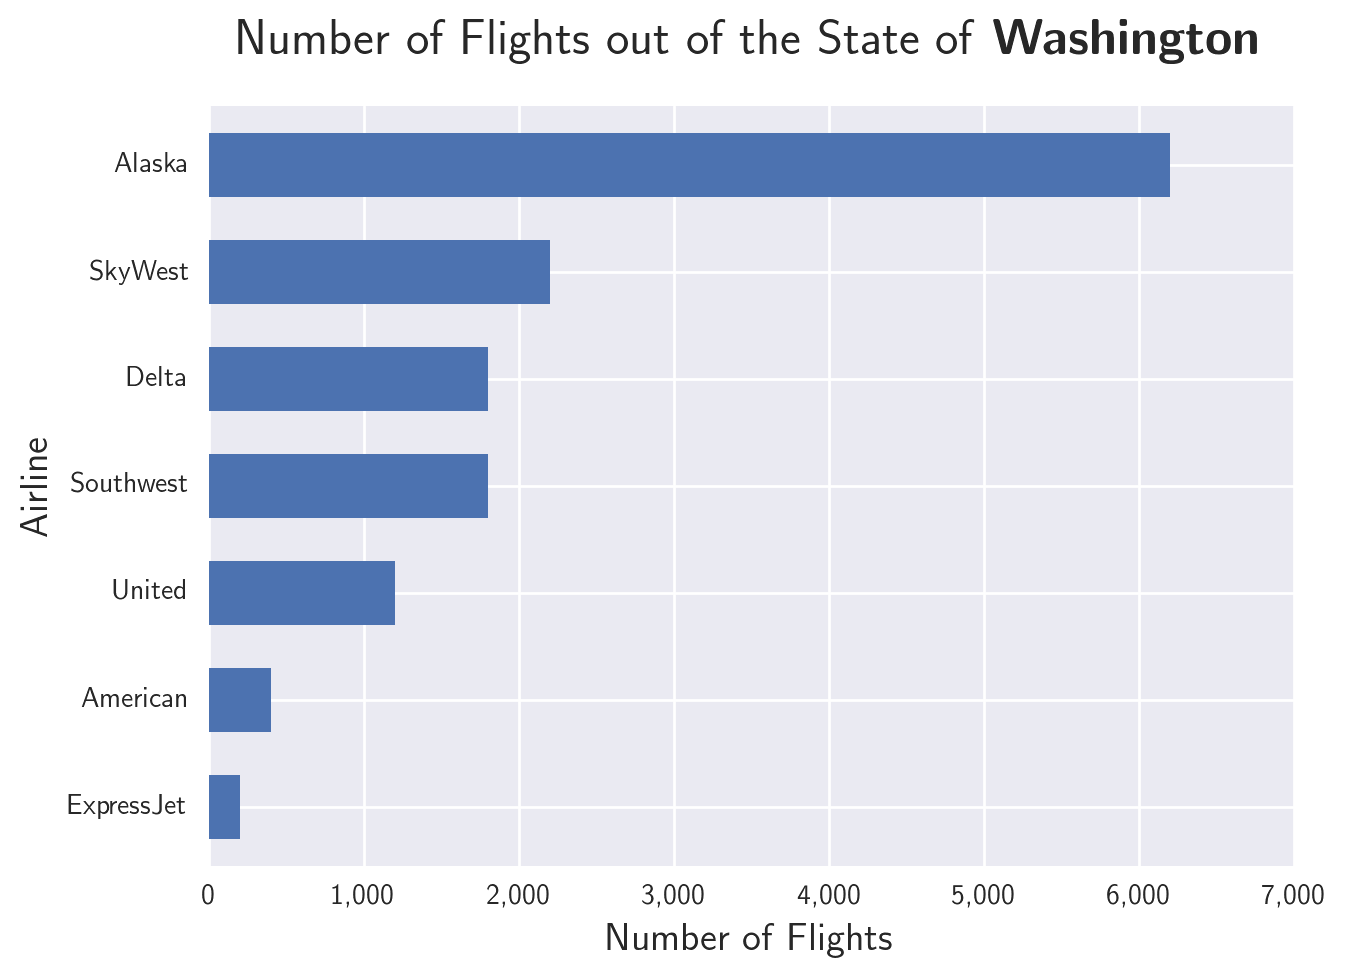 Number of Flights out of the State of Washington
Alaska
SkyWest
Delta
Southwest
United
American
ExpressJet
Airline
0 1,000 2,000 3,000 4,000 5,000 6,000 7,000
Number of Flights